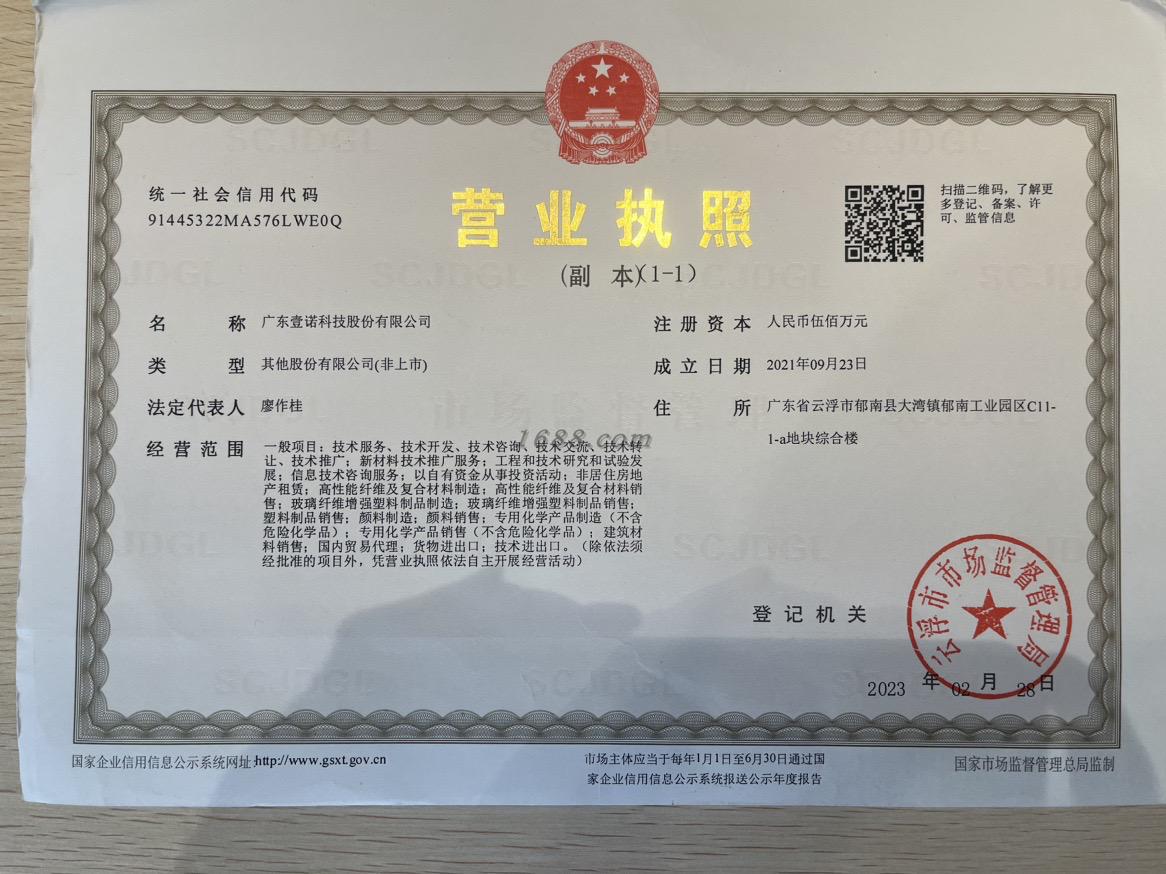 统一社会信用代码
91445322MA576LWE0Q
营业执照
(副 本)(1-1)
扫描二维码，了解更
多登记、备案、许
可、监管信息
名 称 广东壹诺科技股份有限公司
类 型 其他股份有限公司(非上市)
法定代表人 廖作桂
经营范围 一般项目：技术服务、技术开发、技术咨询、技术交流、技术转
让、技术推广；新材料技术推广服务；工程和技术研究和试验发
展；信息技术咨询服务；以自有资金从事投资活动；非居住房地
产租赁；高性能纤维及复合材料制造；高性能纤维及复合材料销
售；玻璃纤维增强塑料制品制造；玻璃纤维增强塑料制品销售；
塑料制品销售；颜料制造；颜料销售；专用化学产品制造（不含
危险化学品）；专用化学产品销售（不含危险化学品）；建筑材
料销售；国内贸易代理；货物进出口；技术进出口。（除依法须
经批准的项目外，凭营业执照依法自主开展经营活动）
注册资本 人民币伍佰万元
成立日期 2021年09月23日
住 所 广东省云浮市郁南县大湾镇郁南工业园区C11-
1-a地块综合楼
1688.com
登记机关
云浮市市场监督管理局
2023 年 02 月 28 日
国家企业信用信息公示系统网址:http://www.gsxt.gov.cn
市场主体应当于每年1月1日至6月30日通过国
家企业信用信息公示系统报送公示年度报告
国家市场监督管理总局监制